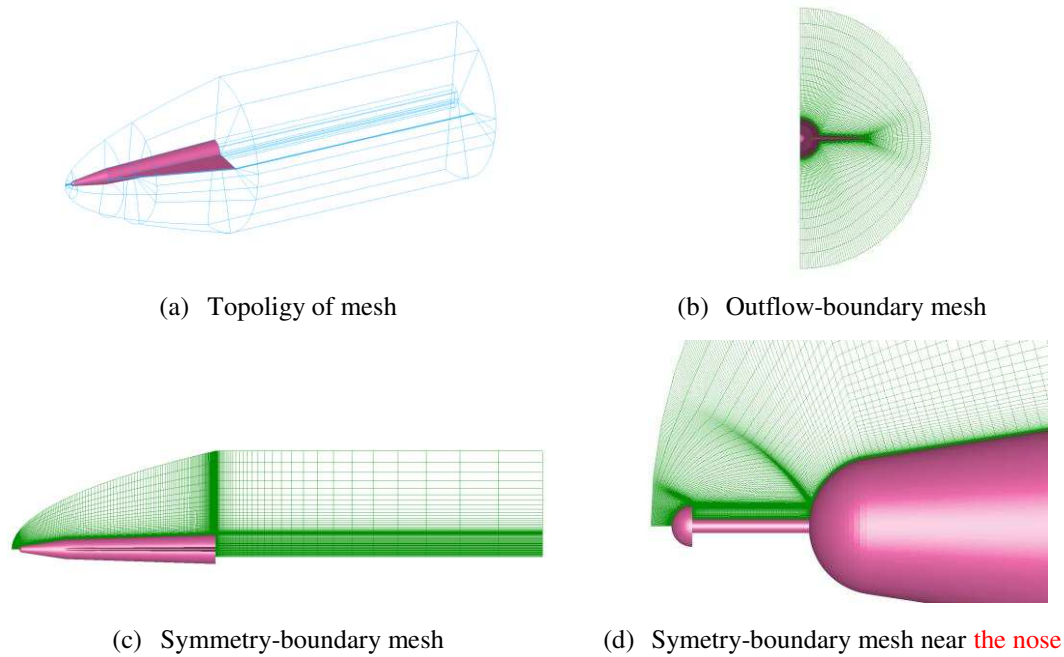 (a) Topoligy of mesh
(b) Outflow-boundary mesh
(c) Symmetry-boundary mesh
(d) Symetry-boundary mesh near the nose